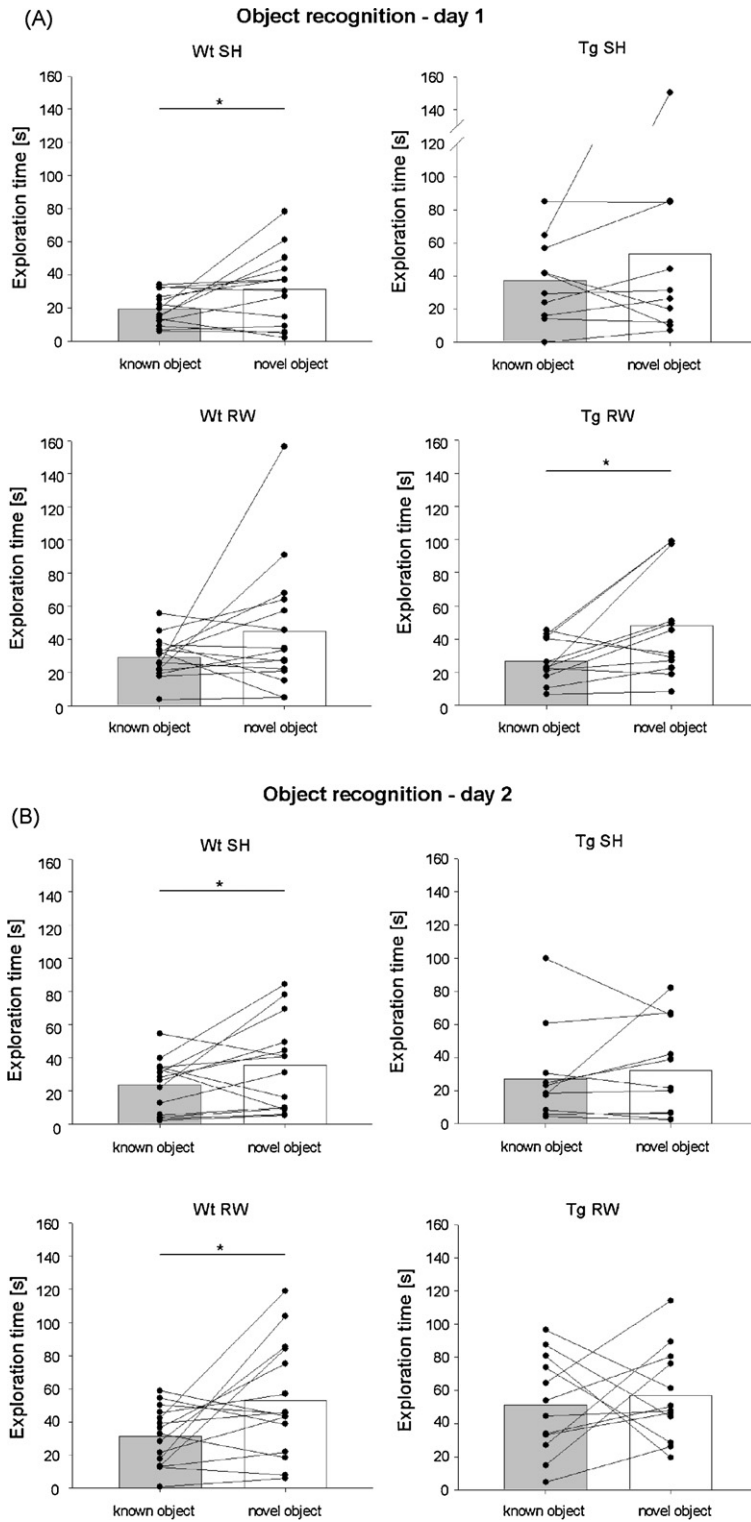 (A)
Object recognition - day 1
Wt SH
Exploration time [s]
160
140
120
100
80
60
40
20
0
*
known object
novel object
Tg SH
Exploration time [s]
160
140
120
100
80
60
40
20
0
known object
novel object
Wt RW
Exploration time [s]
160
140
120
100
80
60
40
20
0
known object
novel object
Tg RW
Exploration time [s]
160
140
120
100
80
60
40
20
0
*
known object
novel object
Object recognition - day 2
(B)
Wt SH
Exploration time [s]
160
140
120
100
80
60
40
20
0
*
known object
novel object
Tg SH
Exploration time [s]
160
140
120
100
80
60
40
20
0
known object
novel object
Wt RW
Exploration time [s]
160
140
120
100
80
60
40
20
0
*
known object
novel object
Tg RW
Exploration time [s]
160
140
120
100
80
60
40
20
0
known object
novel object